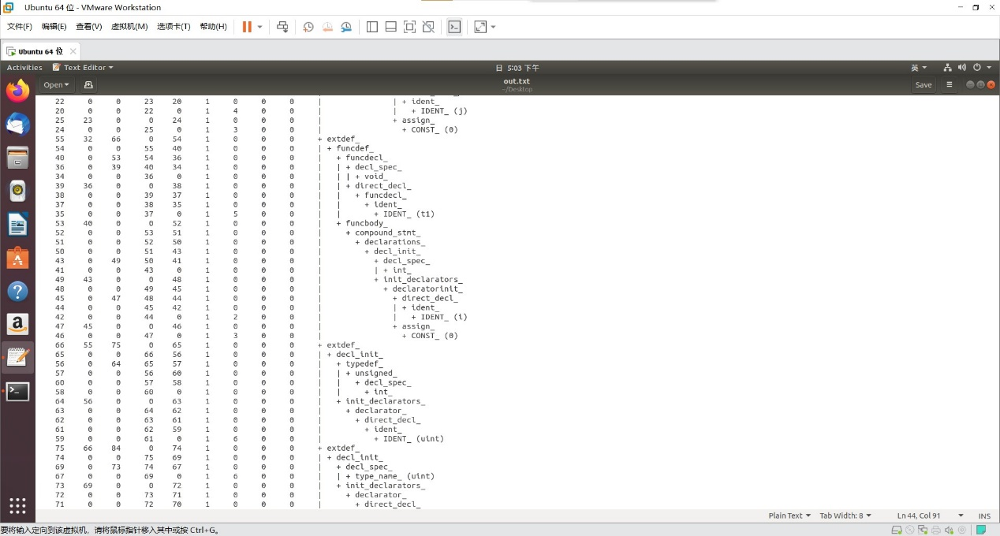 Ubuntu 64 位 - VMware Workstation
文件(F) 编辑(E) 查看(V) 虚拟机(M) 选项卡(T) 帮助(H)
Ubuntu 64 位
Activities Text Editor 日 5:03 下午 英
Open out.txt Save
~/Desktop
22 0 0 23 20 1 0 0 0 | | + ident_
20 0 0 22 0 1 4 0 0 | | + IDENT_ (j)
25 23 0 0 24 1 0 0 0 | + assign_
24 0 0 25 0 1 3 0 0 | + CONST_ (0)
55 32 66 0 54 1 0 0 0 + extdef_
54 0 0 55 40 1 0 0 0 | + funcdef_
40 0 53 54 36 1 0 0 0 | + funcdecl_
36 0 39 40 34 1 0 0 0 | | + decl_spec_
34 0 0 36 0 1 0 0 0 | | | + void_
39 36 0 0 38 1 0 0 0 | | + direct_decl_
38 0 0 39 37 1 0 0 0 | | + funcdecl_
37 0 0 38 35 1 0 0 0 | | + ident_
35 0 0 37 0 1 5 0 0 | | + IDENT_ (t1)
53 40 0 0 52 1 0 0 0 | + funcbody_
52 0 0 53 51 1 0 0 0 | + compound_stmt_
51 0 0 52 50 1 0 0 0 | + declarations_
50 0 0 51 43 1 0 0 0 | + decl_init_
43 0 49 50 41 1 0 0 0 | + decl_spec_
41 0 0 43 0 1 0 0 0 | | + int_
49 43 0 0 48 1 0 0 0 | + init_declarators_
48 0 0 49 45 1 0 0 0 | + declaratorinit_
45 0 47 48 44 1 0 0 0 | + direct_decl_
44 0 0 45 42 1 0 0 0 | | + ident_
42 0 0 44 0 1 2 0 0 | | + IDENT_ (i)
47 45 0 0 46 1 0 0 0 | + assign_
46 0 0 47 0 1 3 0 0 | + CONST_ (0)
66 55 75 0 65 1 0 0 0 + extdef_
65 0 0 66 56 1 0 0 0 | + decl_init_
56 0 64 65 57 1 0 0 0 | + typedef_
57 0 0 56 60 1 0 0 0 | | + unsigned_
60 0 0 57 58 1 0 0 0 | | + decl_spec_
58 0 0 60 0 1 0 0 0 | | + int_
64 56 0 0 63 1 0 0 0 | + init_declarators_
63 0 0 64 62 1 0 0 0 | + declarator_
62 0 0 63 61 1 0 0 0 | + direct_decl_
61 0 0 62 59 1 0 0 0 | + ident_
59 0 0 61 0 1 6 0 0 | + IDENT_ (uint)
75 66 84 0 74 1 0 0 0 + extdef_
74 0 0 75 69 1 0 0 0 | + decl_init_
69 0 73 74 67 1 0 0 0 | + decl_spec_
67 0 0 69 0 1 6 0 0 | | + type_name_ (uint)
73 69 0 0 72 1 0 0 0 | + init_declarators_
72 0 0 73 71 1 0 0 0 | + declarator_
71 0 0 72 70 1 0 0 0 | + direct_decl_
Plain Text Tab Width: 8 Ln 44, Col 91 INS
要将输入定向到该虚拟机，请将鼠标指针移入其中或按 Ctrl+G。